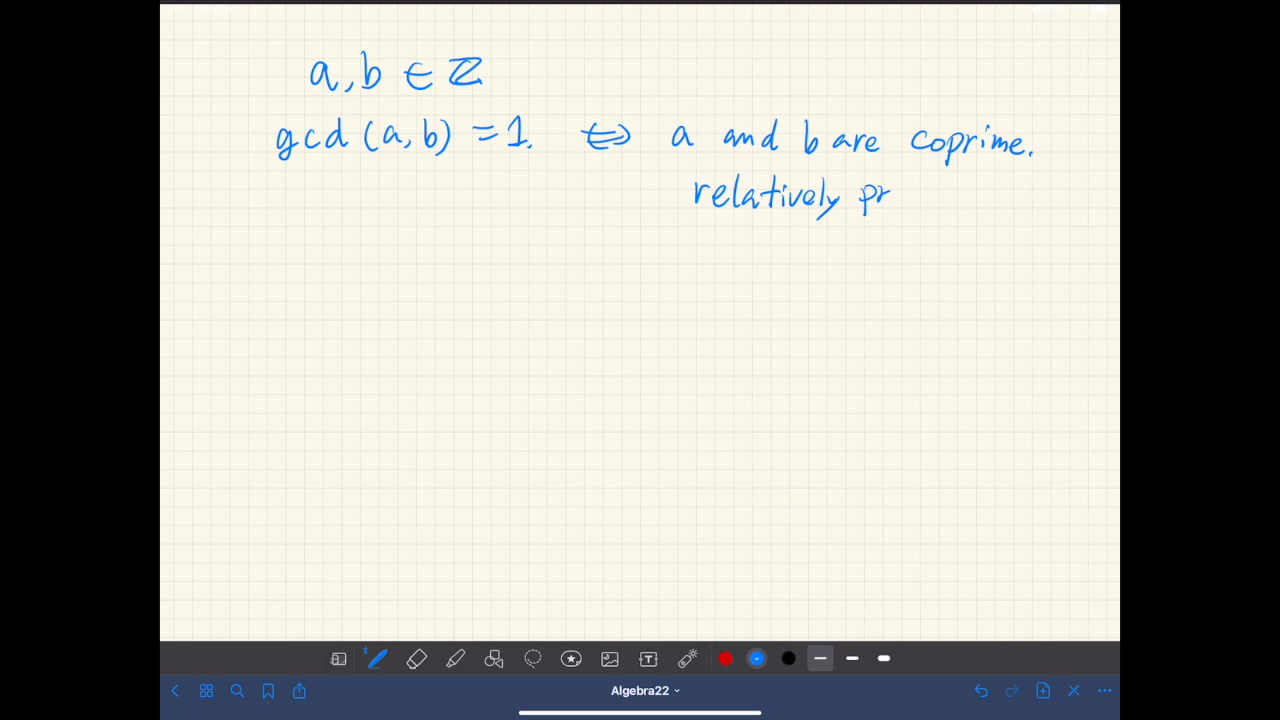 a, b ∈ ℤ
gcd (a, b) = 1. ⇔ a and b are coprime.
relatively pr
Algebra22